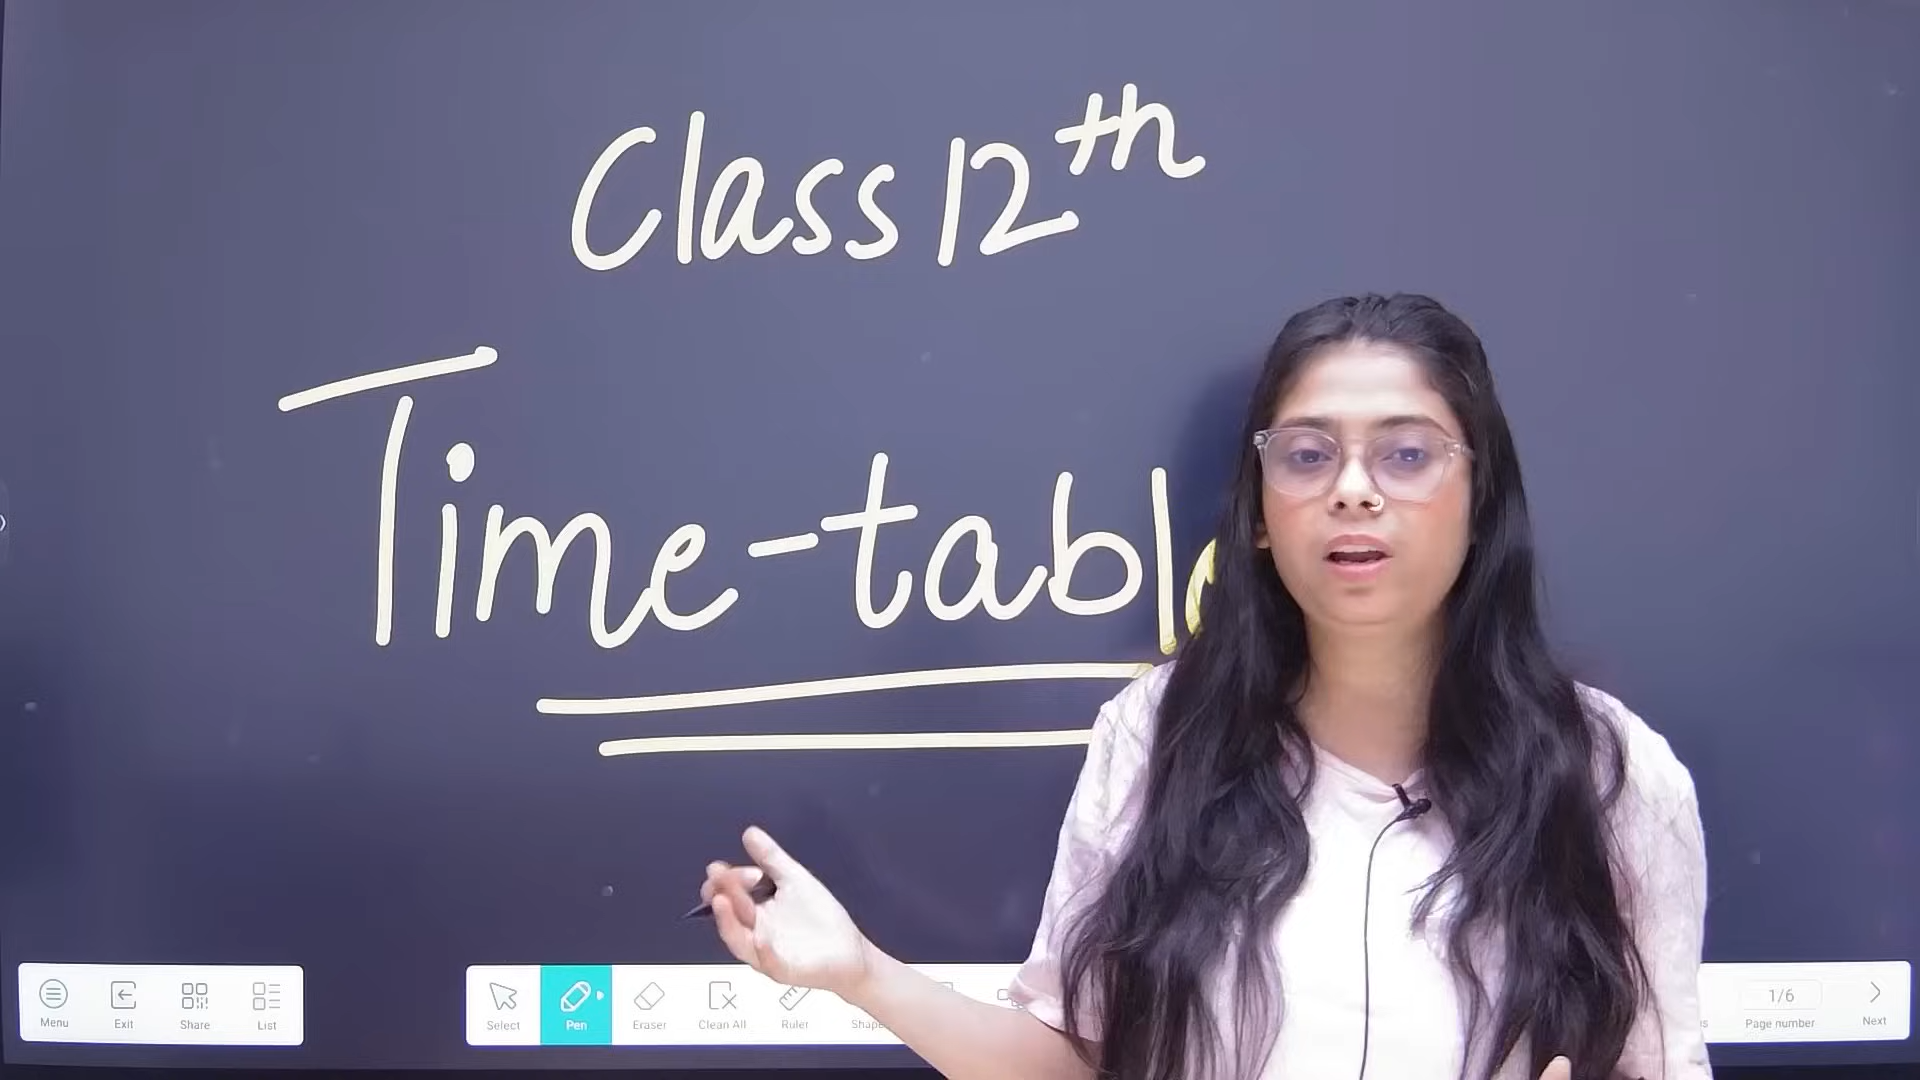 Class 12th
Time-tabl
Menu
Exit
Share
List
Select
Pen
Eraser
Clean All
Ruler
Shape
1/6
Page number
Next